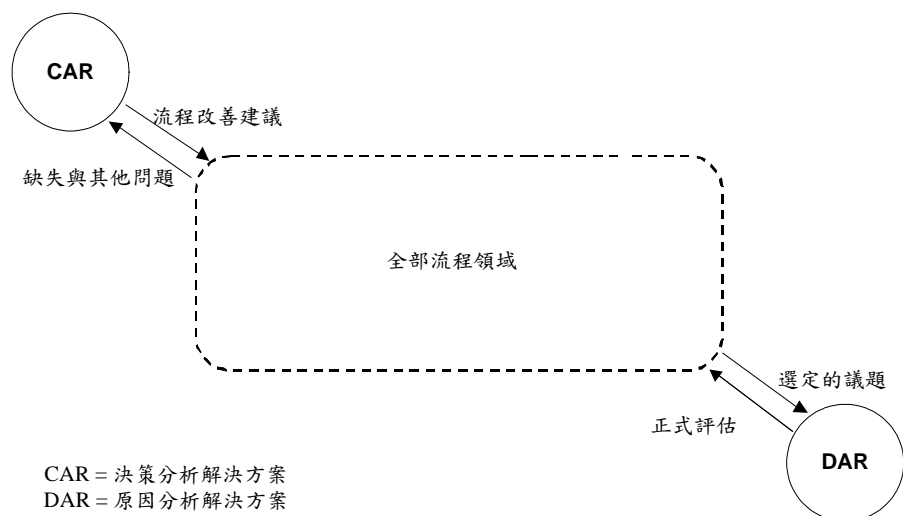 CAR
流程改善建議
缺失與其他問題
全部流程領域
選定的議題
正式評估
DAR
CAR = 決策分析解決方案
DAR = 原因分析解決方案